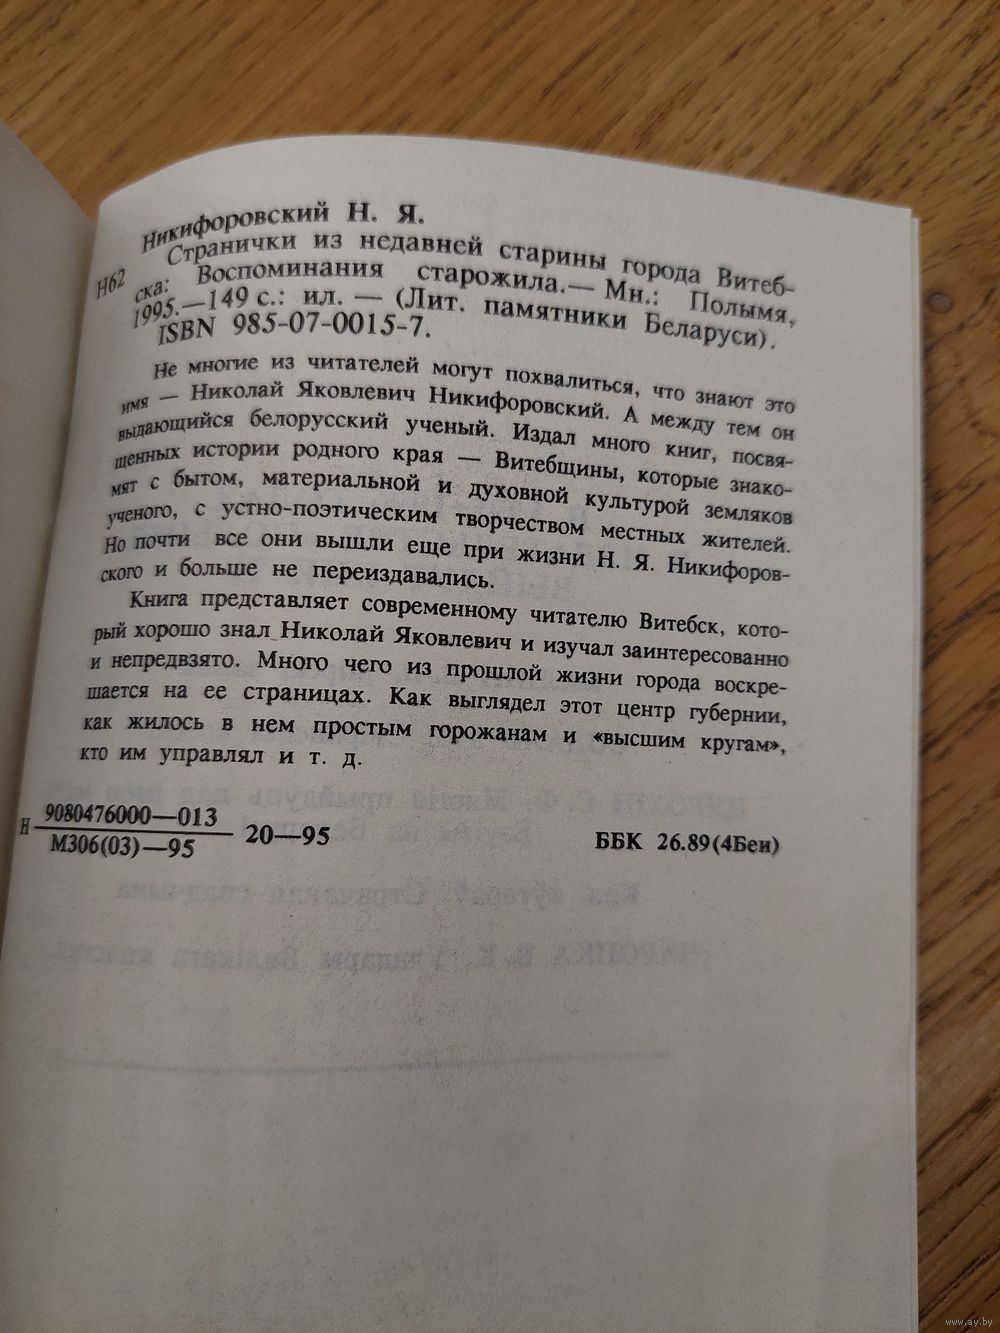 Никифоровский Н. Я.
Н62 Странички из недавней старины города Витеб-
ска: Воспоминания старожила.— Мн.: Полымя,
1995.—149 с.: ил. — (Лит. памятники Беларуси).
ISBN 985-07-0015-7.
Не многие из читателей могут похвалиться, что знают это
имя — Николай Яковлевич Никифоровский. А между тем он
выдающийся белорусский ученый. Издал много книг, посвя-
щенных истории родного края — Витебщины, которые знако-
мят с бытом, материальной и духовной культурой земляков
ученого, с устно-поэтическим творчеством местных жителей.
Но почти все они вышли еще при жизни Н. Я. Никифоров-
ского и больше не переиздавались.
Книга представляет современному читателю Витебск, кото-
рый хорошо знал Николай Яковлевич и изучал заинтересованно
и непредвзято. Много чего из прошлой жизни города воскре-
шается на ее страницах. Как выглядел этот центр губернии,
как жилось в нем простым горожанам и «высшим кругам»,
кто им управлял и т. д.
Н 9080476000—013
М306(03)—95 20—95
ББК 26.89(4Беи)
www.ay.by